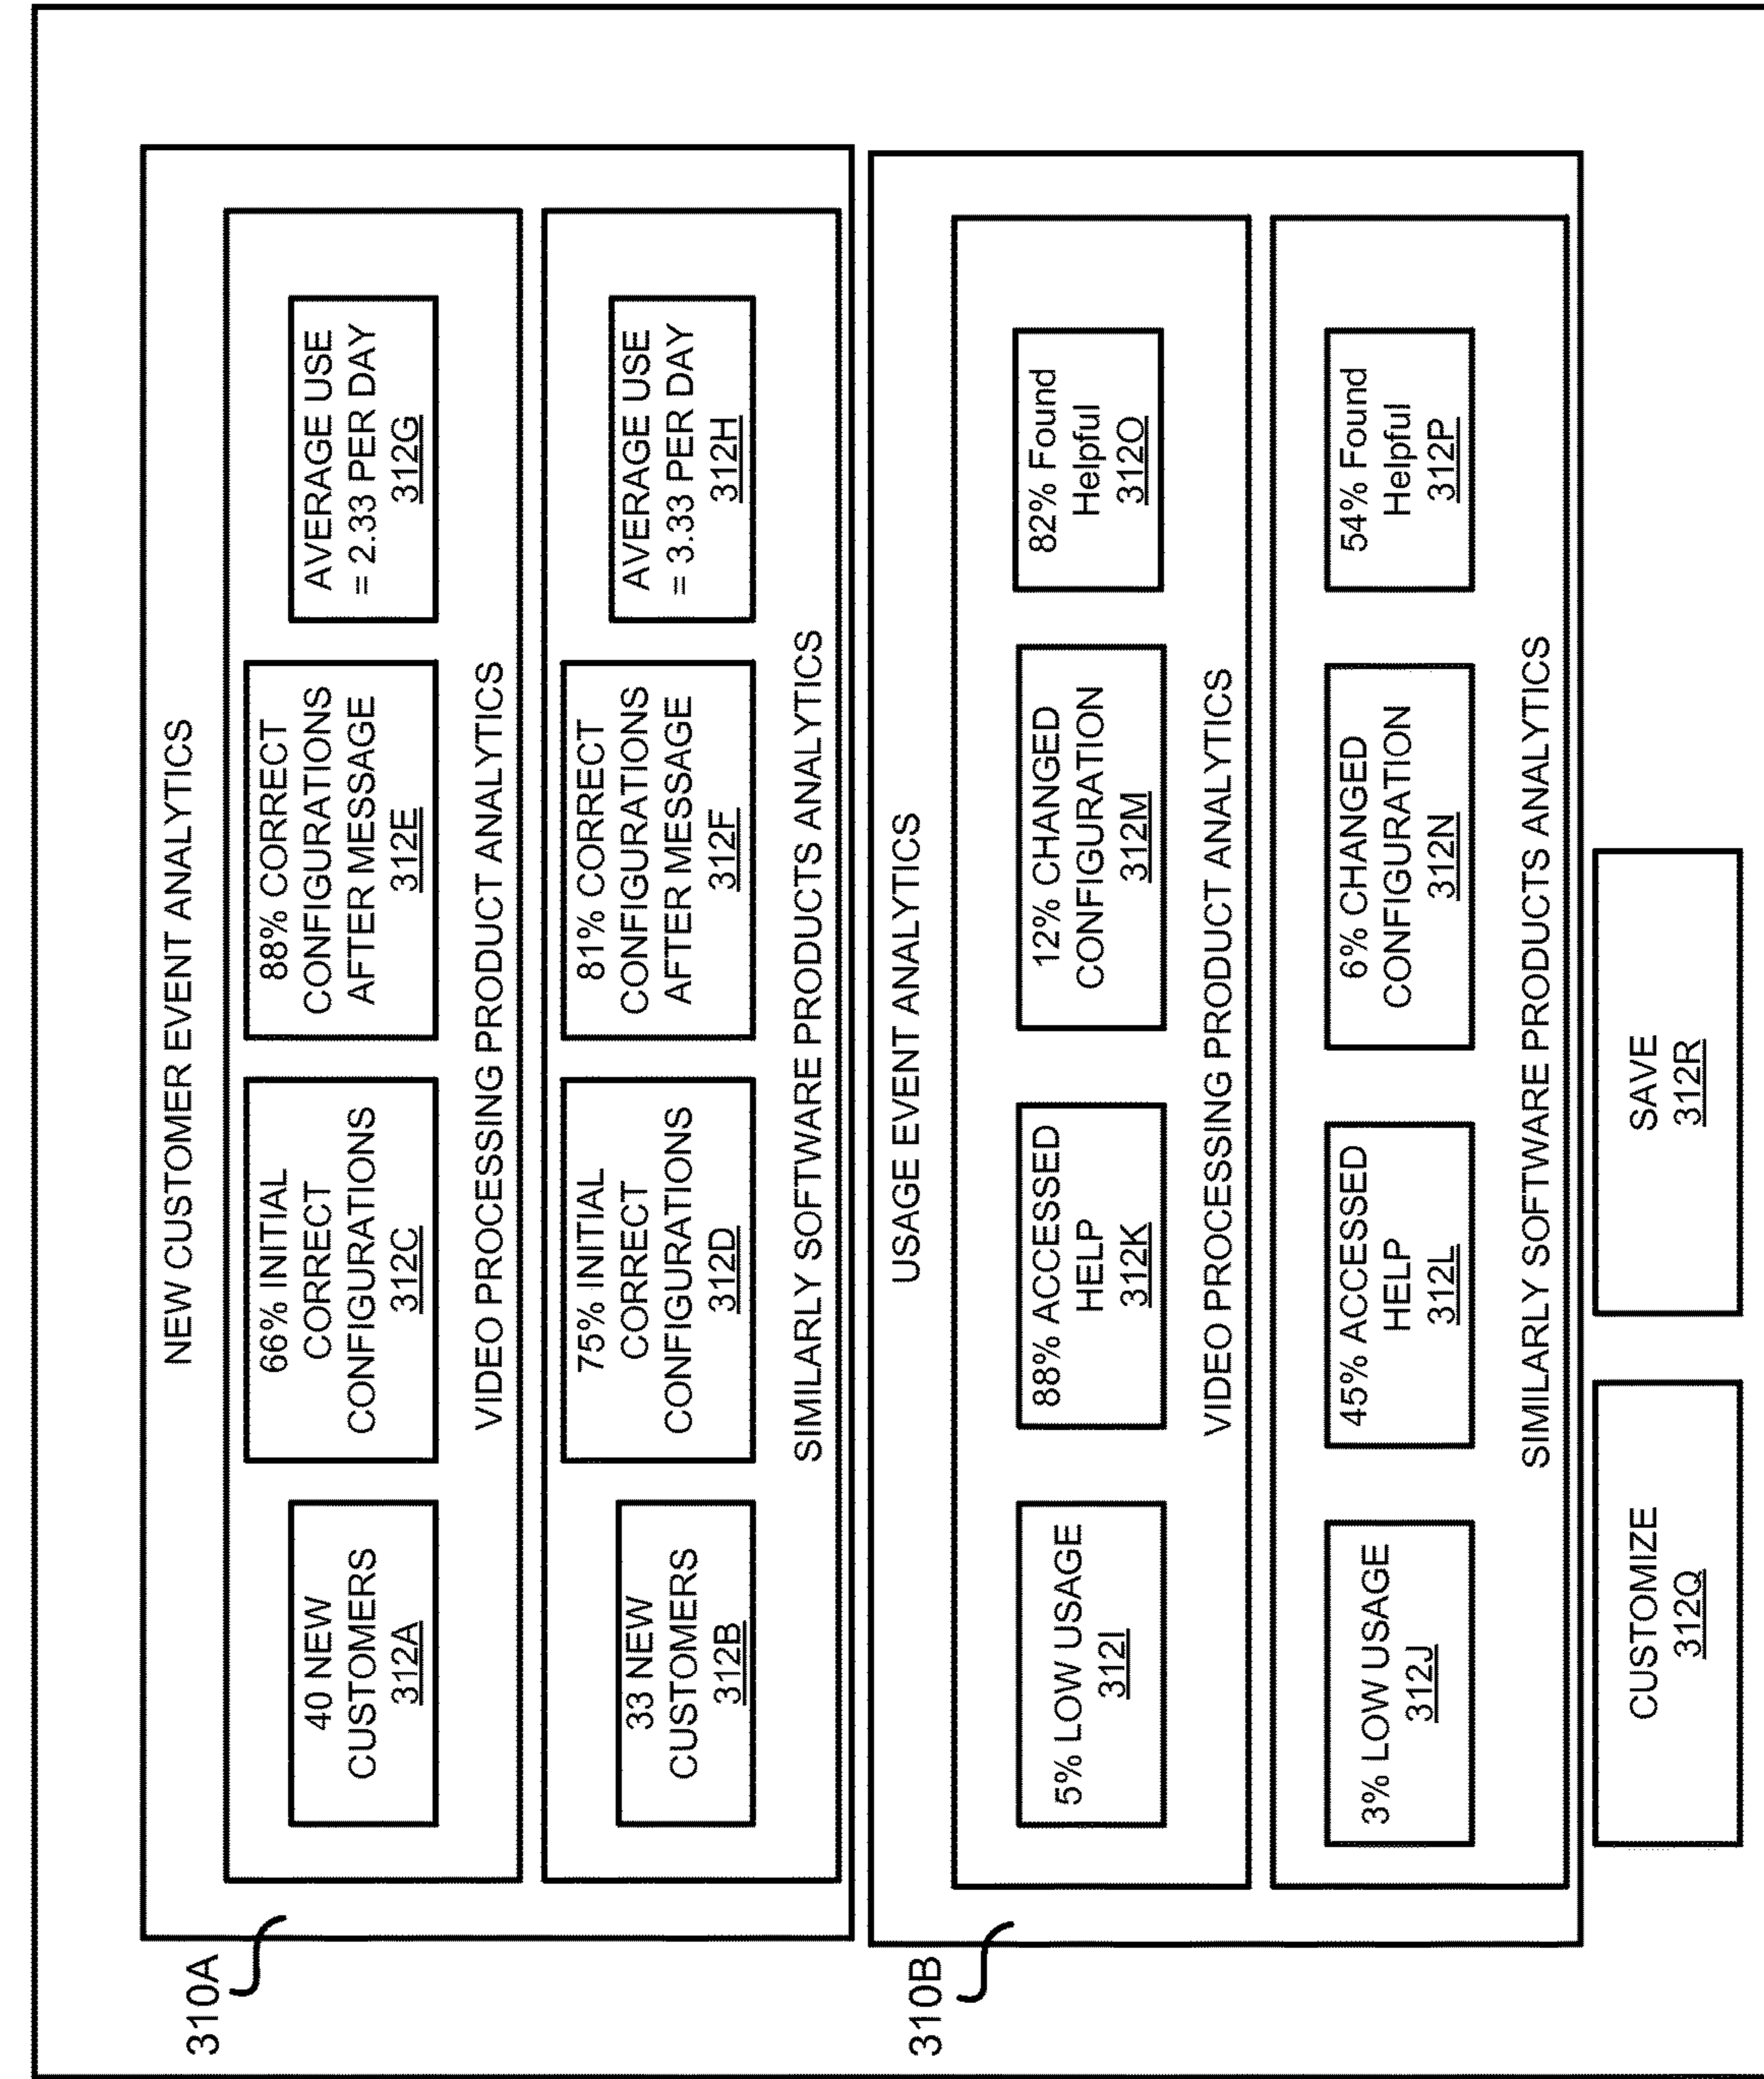 310A
NEW CUSTOMER EVENT ANALYTICS
40 NEW
CUSTOMERS
312A
66% INITIAL
CORRECT
CONFIGURATIONS
312C
88% CORRECT
CONFIGURATIONS
AFTER MESSAGE
312E
AVERAGE USE
= 2.33 PER DAY
312G
VIDEO PROCESSING PRODUCT ANALYTICS
33 NEW
CUSTOMERS
312B
75% INITIAL
CORRECT
CONFIGURATIONS
312D
81% CORRECT
CONFIGURATIONS
AFTER MESSAGE
312F
AVERAGE USE
= 3.33 PER DAY
312H
SIMILARLY SOFTWARE PRODUCTS ANALYTICS
310B
USAGE EVENT ANALYTICS
5% LOW USAGE
312I
88% ACCESSED
HELP
312K
12% CHANGED
CONFIGURATION
312M
82% Found
Helpful
312O
VIDEO PROCESSING PRODUCT ANALYTICS
3% LOW USAGE
312J
45% ACCESSED
HELP
312L
6% CHANGED
CONFIGURATION
312N
54% Found
Helpful
312P
SIMILARLY SOFTWARE PRODUCTS ANALYTICS
CUSTOMIZE
312Q
SAVE
312R